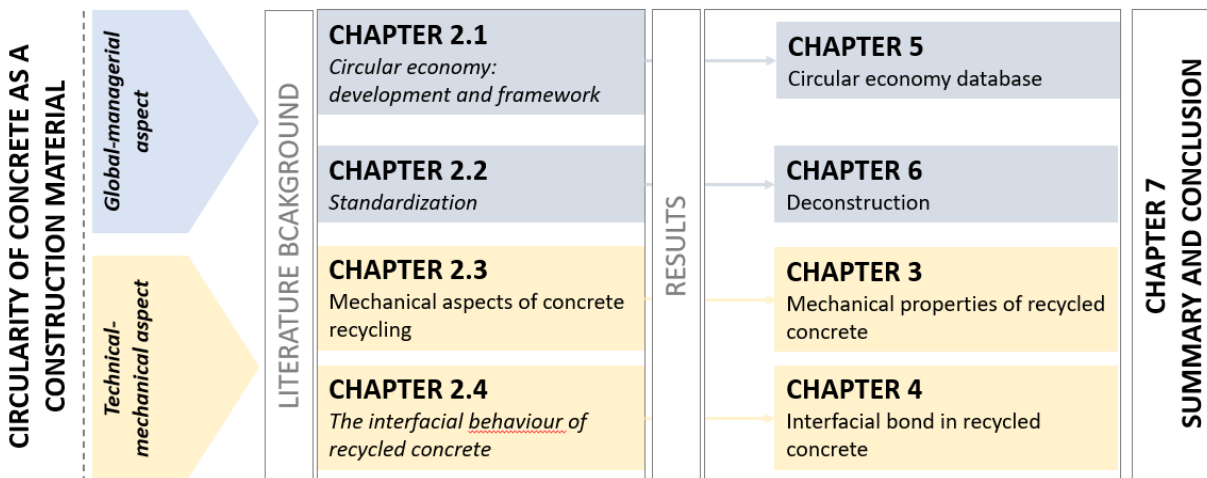 CIRCULARITY OF CONCRETE AS A
CONSTRUCTION MATERIAL
Global-managerial
aspect
Technical-
mechanical aspect
LITERATURE BCAKGROUND
CHAPTER 2.1
Circular economy:
development and framework
CHAPTER 2.2
Standardization
CHAPTER 2.3
Mechanical aspects of concrete
recycling
CHAPTER 2.4
The interfacial behaviour of
recycled concrete
RESULTS
CHAPTER 5
Circular economy database
CHAPTER 6
Deconstruction
CHAPTER 3
Mechanical properties of recycled
concrete
CHAPTER 4
Interfacial bond in recycled
concrete
CHAPTER 7
SUMMARY AND CONCLUSION